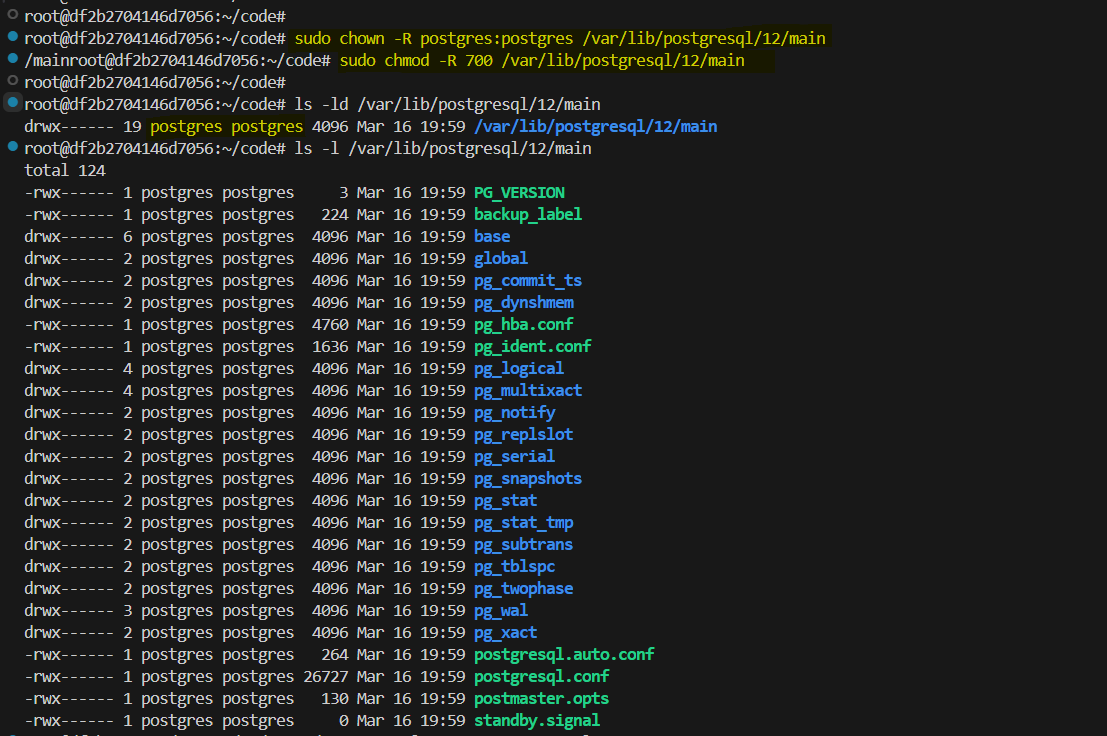 root@df2b2704146d7056:~/code#
root@df2b2704146d7056:~/code# sudo chown -R postgres:postgres /var/lib/postgresql/12/main
/mainroot@df2b2704146d7056:~/code# sudo chmod -R 700 /var/lib/postgresql/12/main
root@df2b2704146d7056:~/code#
root@df2b2704146d7056:~/code# ls -ld /var/lib/postgresql/12/main
drwx------ 19 postgres postgres 4096 Mar 16 19:59 /var/lib/postgresql/12/main
root@df2b2704146d7056:~/code# ls -l /var/lib/postgresql/12/main
total 124
-rwx------ 1 postgres postgres     3 Mar 16 19:59 PG_VERSION
-rwx------ 1 postgres postgres   224 Mar 16 19:59 backup_label
drwx------ 6 postgres postgres  4096 Mar 16 19:59 base
drwx------ 2 postgres postgres  4096 Mar 16 19:59 global
drwx------ 2 postgres postgres  4096 Mar 16 19:59 pg_commit_ts
drwx------ 2 postgres postgres  4096 Mar 16 19:59 pg_dynshmem
-rwx------ 1 postgres postgres  4760 Mar 16 19:59 pg_hba.conf
-rwx------ 1 postgres postgres  1636 Mar 16 19:59 pg_ident.conf
drwx------ 4 postgres postgres  4096 Mar 16 19:59 pg_logical
drwx------ 4 postgres postgres  4096 Mar 16 19:59 pg_multixact
drwx------ 2 postgres postgres  4096 Mar 16 19:59 pg_notify
drwx------ 2 postgres postgres  4096 Mar 16 19:59 pg_replslot
drwx------ 2 postgres postgres  4096 Mar 16 19:59 pg_serial
drwx------ 2 postgres postgres  4096 Mar 16 19:59 pg_snapshots
drwx------ 2 postgres postgres  4096 Mar 16 19:59 pg_stat
drwx------ 2 postgres postgres  4096 Mar 16 19:59 pg_stat_tmp
drwx------ 2 postgres postgres  4096 Mar 16 19:59 pg_subtrans
drwx------ 2 postgres postgres  4096 Mar 16 19:59 pg_tblspc
drwx------ 2 postgres postgres  4096 Mar 16 19:59 pg_twophase
drwx------ 3 postgres postgres  4096 Mar 16 19:59 pg_wal
drwx------ 2 postgres postgres  4096 Mar 16 19:59 pg_xact
-rwx------ 1 postgres postgres   264 Mar 16 19:59 postgresql.auto.conf
-rwx------ 1 postgres postgres 26727 Mar 16 19:59 postgresql.conf
-rwx------ 1 postgres postgres   130 Mar 16 19:59 postmaster.opts
-rwx------ 1 postgres postgres     0 Mar 16 19:59 standby.signal